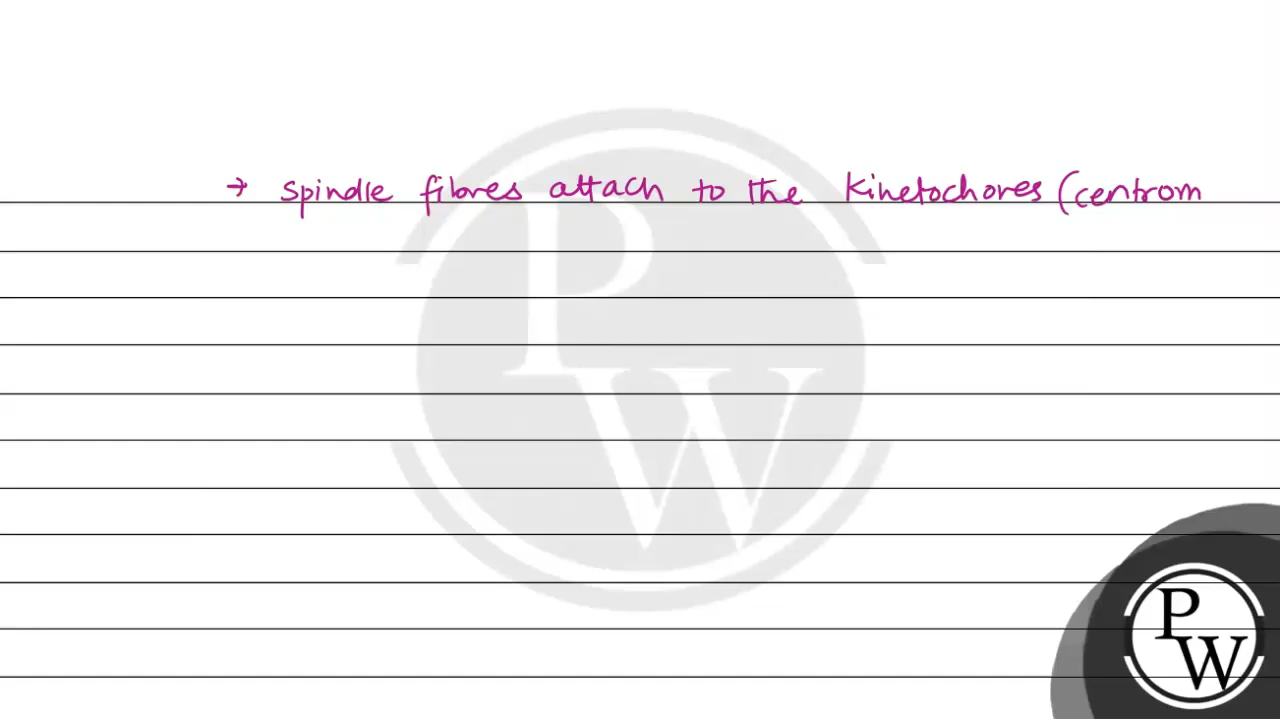 → spindle fibres attach to the kinetochores (centrom
P
W
P
W